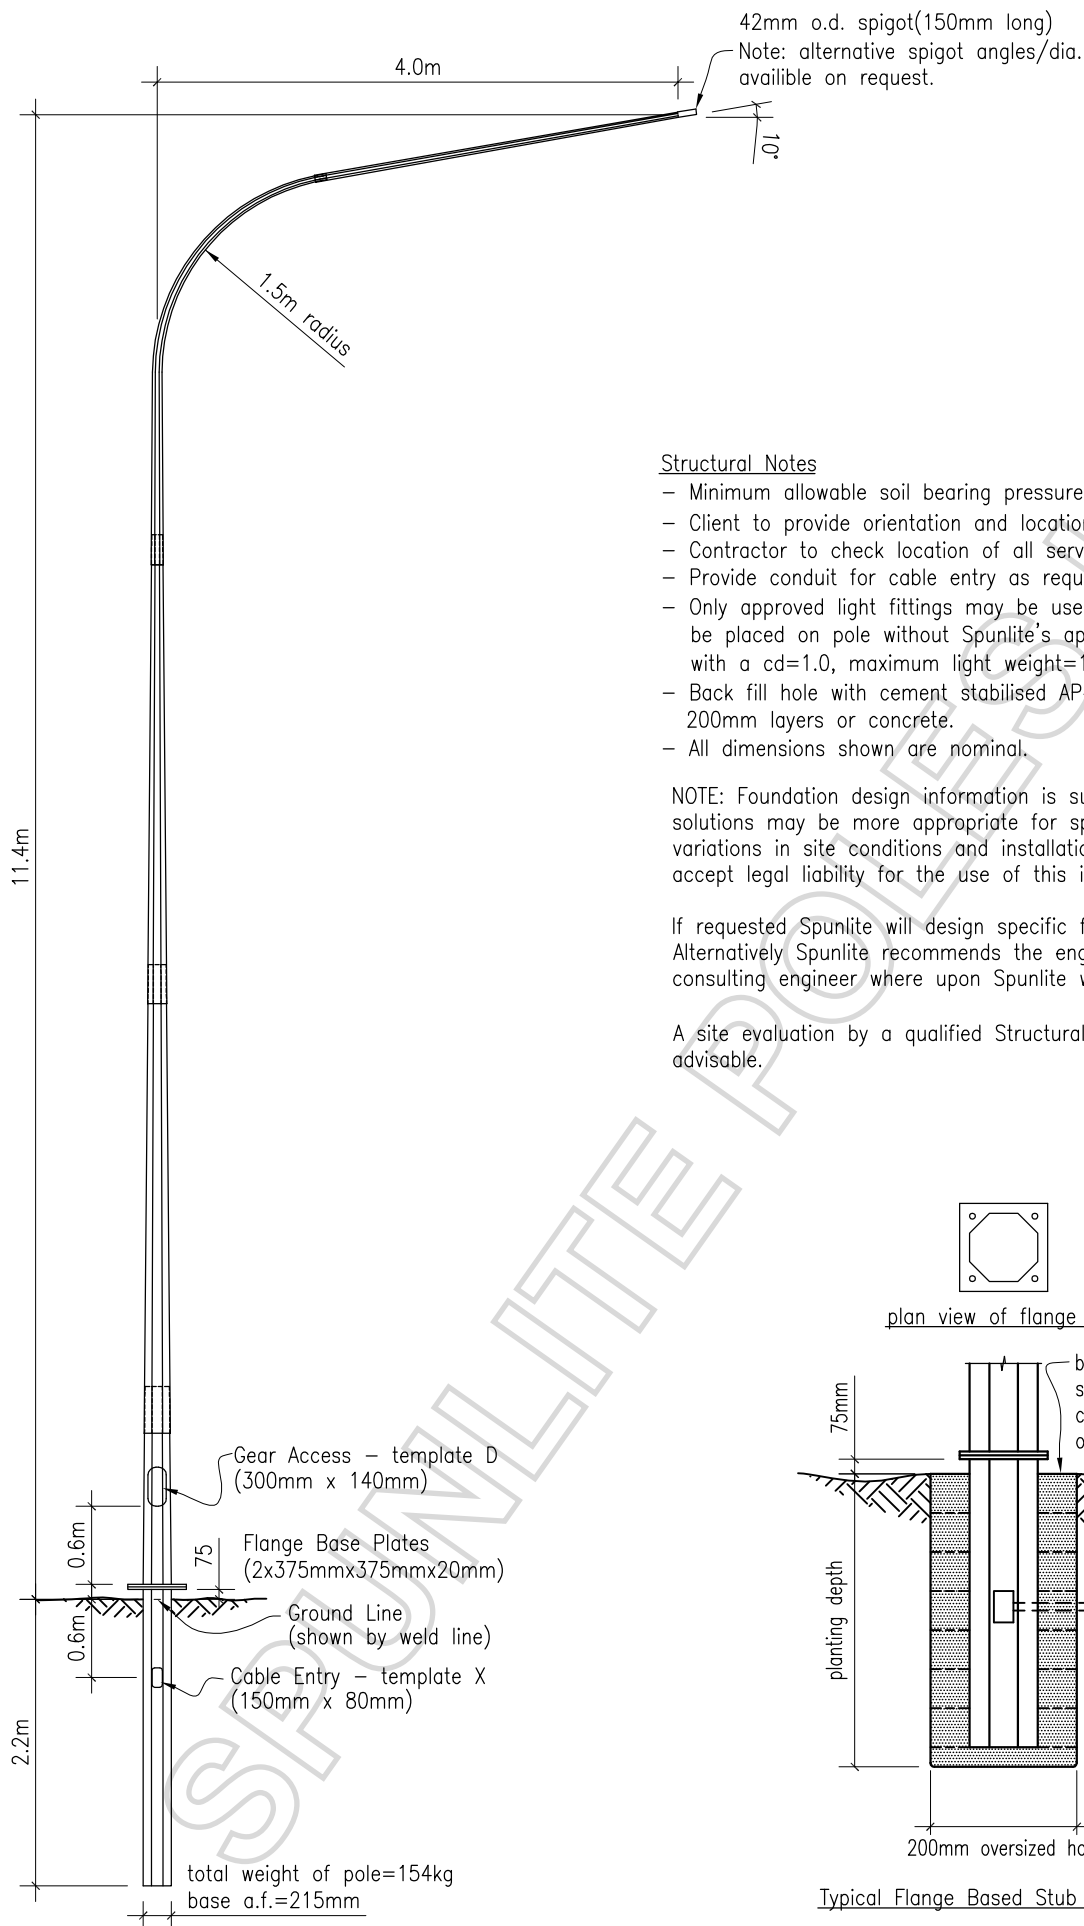 42mm o.d. spigot(150mm long)
Note: alternative spigot angles/dia.
availible on request.
4.0m
10°
1.5m radius
Structural Notes
– Minimum allowable soil bearing pressure
– Client to provide orientation and location
– Contractor to check location of all serv
– Provide conduit for cable entry as requ
– Only approved light fittings may be use
be placed on pole without Spunlite's ap
with a cd=1.0, maximum light weight=1
– Back fill hole with cement stabilised AP
200mm layers or concrete.
– All dimensions shown are nominal.
NOTE: Foundation design information is su
solutions may be more appropriate for sp
variations in site conditions and installatio
accept legal liability for the use of this i
If requested Spunlite will design specific f
Alternatively Spunlite recommends the eng
consulting engineer where upon Spunlite w
A site evaluation by a qualified Structural
advisable.
11.4m
plan view of flange
75mm
b
s
c
o
Gear Access – template D
(300mm x 140mm)
0.6m
75
Flange Base Plates
(2x375mmx375mmx20mm)
Ground Line
(shown by weld line)
0.6m
Cable Entry – template X
(150mm x 80mm)
planting depth
2.2m
200mm oversized ho
total weight of pole=154kg
base a.f.=215mm
Typical Flange Based Stub
SPUNLITE POLES